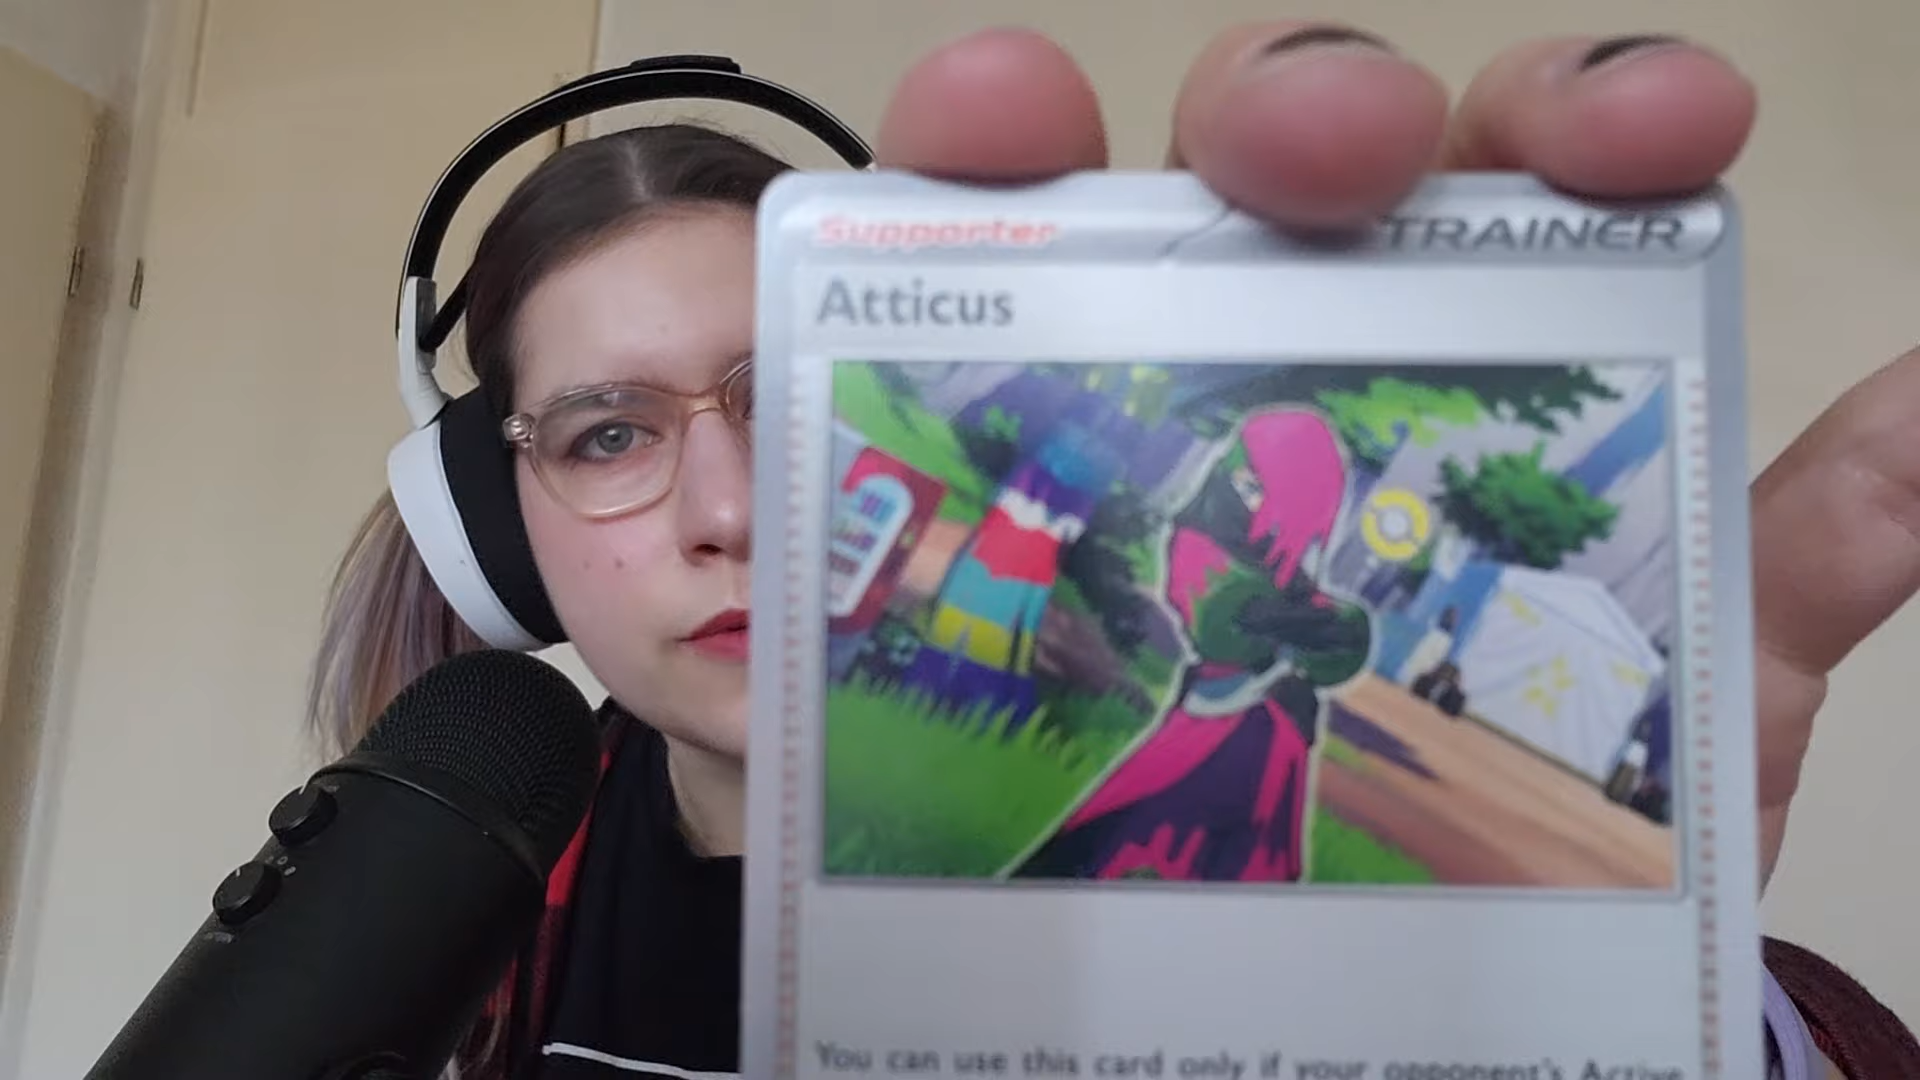 Supporter
TRAINER
Atticus
You can use this card only if your opponent's Active